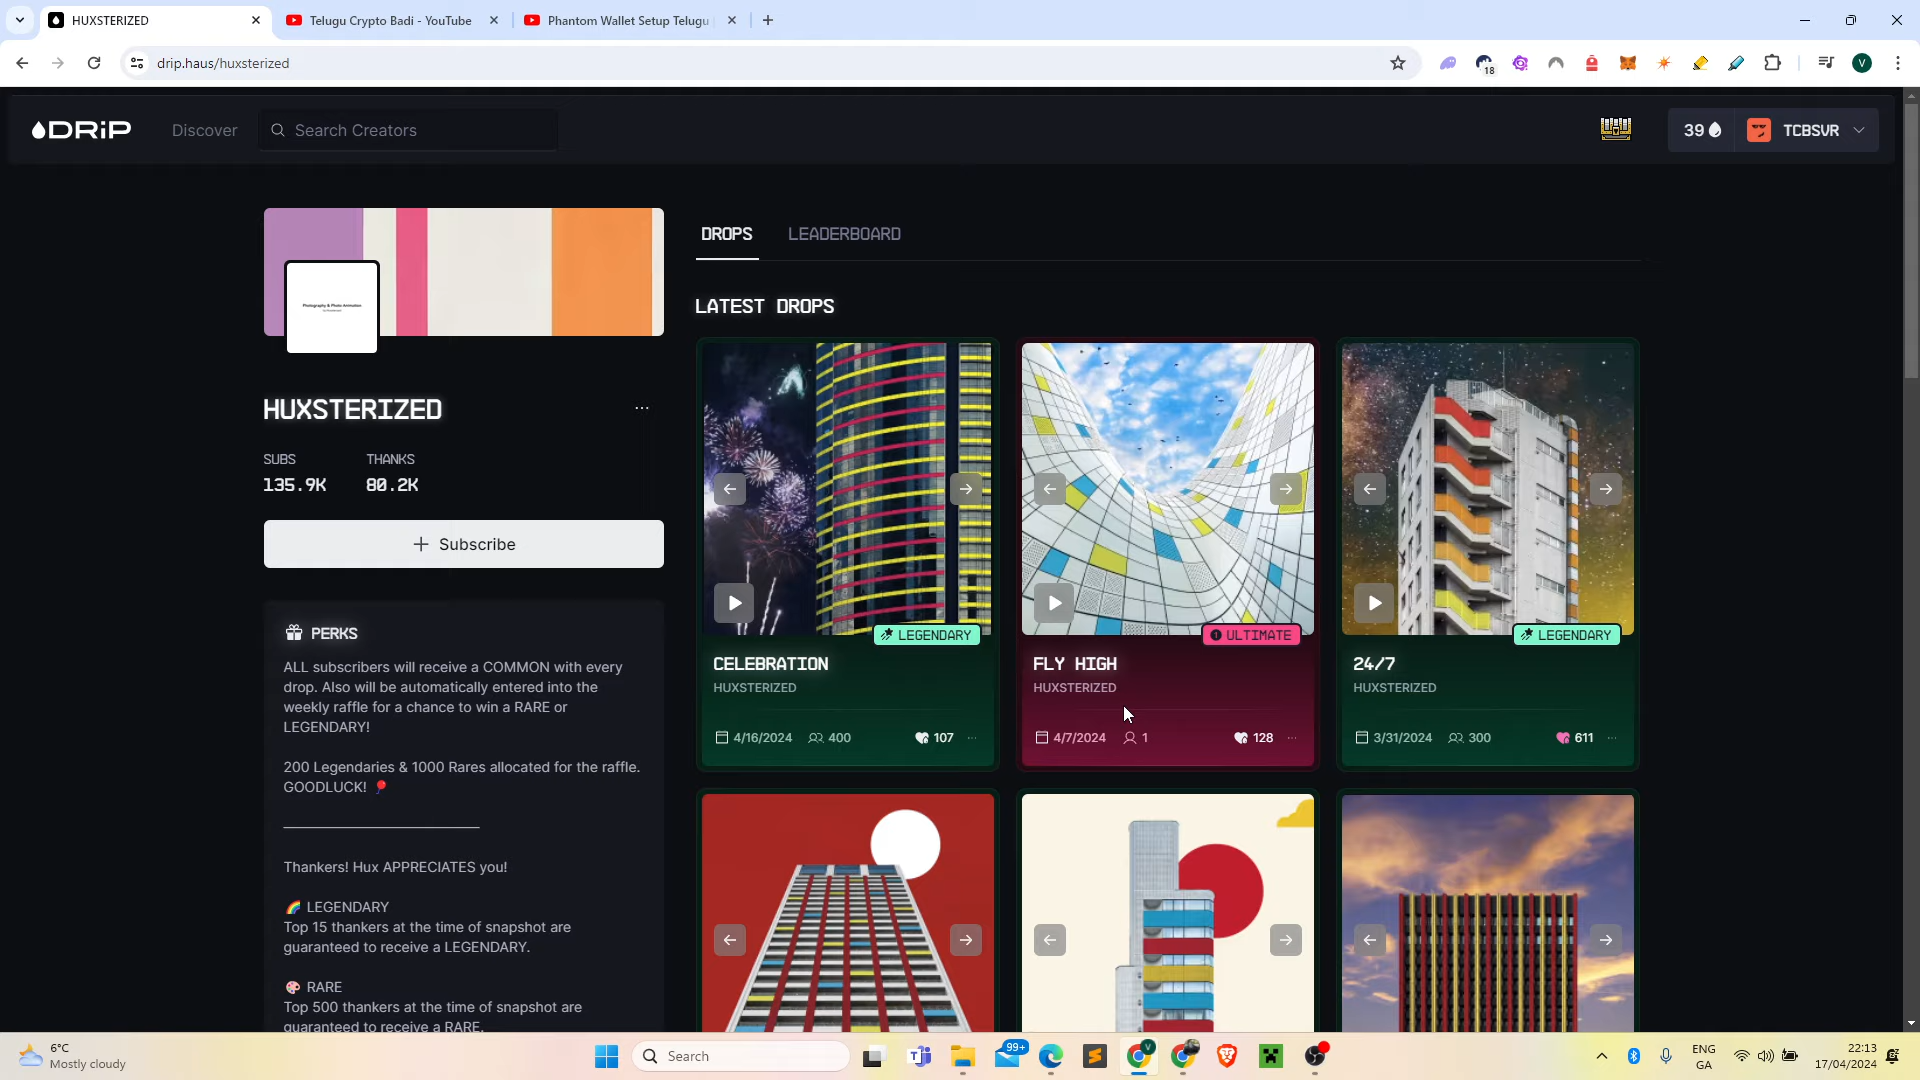 HUXSTERIZED
Telugu Crypto Badi - YouTube
Phantom Wallet Setup Telugu
drip.haus/huxsterized
18
V
DRiP
Discover
Search Creators
39
TCBSVR
Photography & Photo Animation
DROPS
LEADERBOARD
LATEST DROPS
HUXSTERIZED
SUBS
THANKS
135.9K
80.2K
Subscribe
PERKS
ALL subscribers will receive a COMMON with every
drop. Also will be automatically entered into the
weekly raffle for a chance to win a RARE or
LEGENDARY!
200 Legendaries & 1000 Rares allocated for the raffle.
GOODLUCK! 🎈
Thankers! Hux APPRECIATES you!
🌈 LEGENDARY
Top 15 thankers at the time of snapshot are
guaranteed to receive a LEGENDARY.
🎨 RARE
Top 500 thankers at the time of snapshot are
guaranteed to receive a RARE.
LEGENDARY
CELEBRATION
HUXSTERIZED
4/16/2024
400
107
ULTIMATE
FLY HIGH
HUXSTERIZED
4/7/2024
1
128
LEGENDARY
24/7
HUXSTERIZED
3/31/2024
300
611
6°C
Mostly cloudy
Search
99+
V
ENG
GA
22:13
17/04/2024